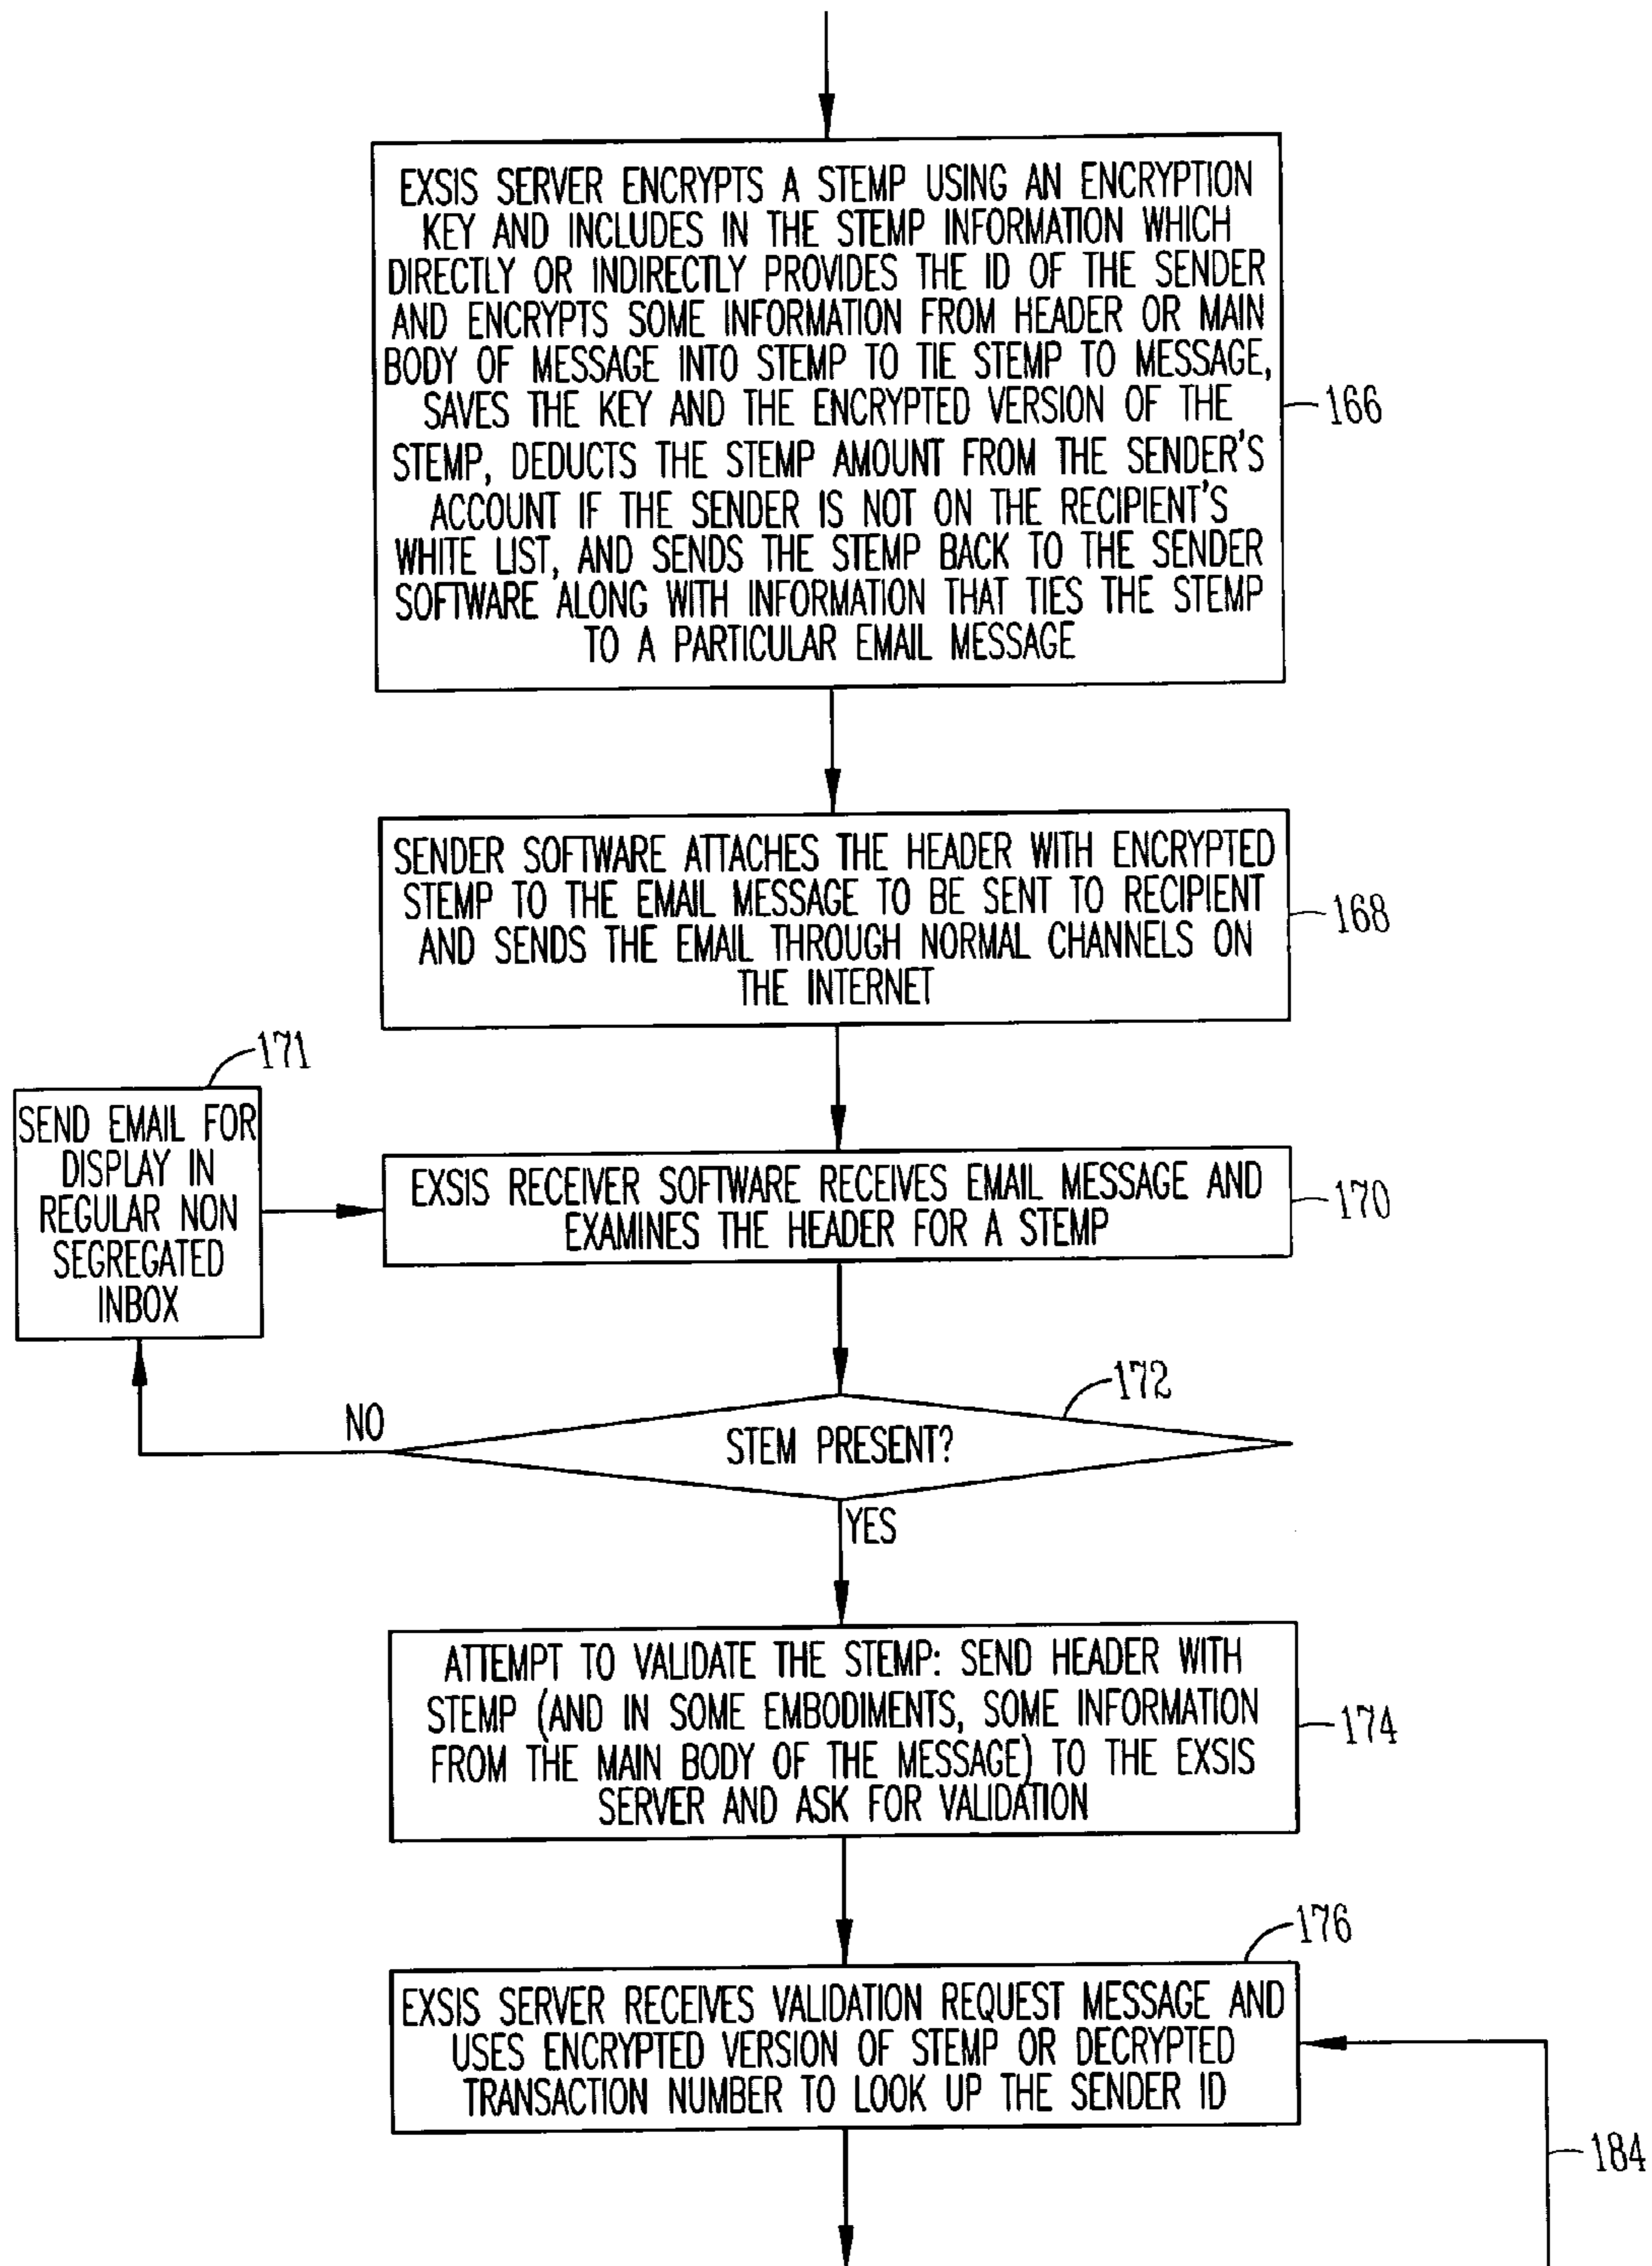 EXSIS SERVER ENCRYPTS A STEMP USING AN ENCRYPTION
KEY AND INCLUDES IN THE STEMP INFORMATION WHICH
DIRECTLY OR INDIRECTLY PROVIDES THE ID OF THE SENDER
AND ENCRYPTS SOME INFORMATION FROM HEADER OR MAIN
BODY OF MESSAGE INTO STEMP TO TIE STEMP TO MESSAGE,
SAVES THE KEY AND THE ENCRYPTED VERSION OF THE
STEMP, DEDUCTS THE STEMP AMOUNT FROM THE SENDER'S
ACCOUNT IF THE SENDER IS NOT ON THE RECIPIENT'S
WHITE LIST, AND SENDS THE STEMP BACK TO THE SENDER
SOFTWARE ALONG WITH INFORMATION THAT TIES THE STEMP
TO A PARTICULAR EMAIL MESSAGE
166
SENDER SOFTWARE ATTACHES THE HEADER WITH ENCRYPTED
STEMP TO THE EMAIL MESSAGE TO BE SENT TO RECIPIENT
AND SENDS THE EMAIL THROUGH NORMAL CHANNELS ON
THE INTERNET
168
171
SEND EMAIL FOR
DISPLAY IN
REGULAR NON
SEGREGATED
INBOX
EXSIS RECEIVER SOFTWARE RECEIVES EMAIL MESSAGE AND
EXAMINES THE HEADER FOR A STEMP
170
172
NO
STEM PRESENT?
YES
ATTEMPT TO VALIDATE THE STEMP: SEND HEADER WITH
STEMP (AND IN SOME EMBODIMENTS, SOME INFORMATION
FROM THE MAIN BODY OF THE MESSAGE) TO THE EXSIS
SERVER AND ASK FOR VALIDATION
174
176
EXSIS SERVER RECEIVES VALIDATION REQUEST MESSAGE AND
USES ENCRYPTED VERSION OF STEMP OR DECRYPTED
TRANSACTION NUMBER TO LOOK UP THE SENDER ID
184